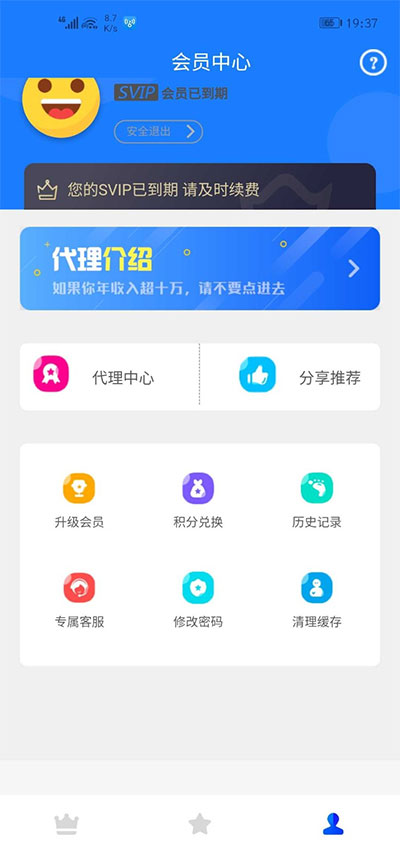 4G 8.7 K/s 65 19:37
会员中心
?
SVIP 会员已到期
安全退出
您的SVIP已到期 请及时续费
代理介绍
如果你年收入超十万,请不要点进去
代理中心 分享推荐
升级会员 积分兑换 历史记录
专属客服 修改密码 清理缓存